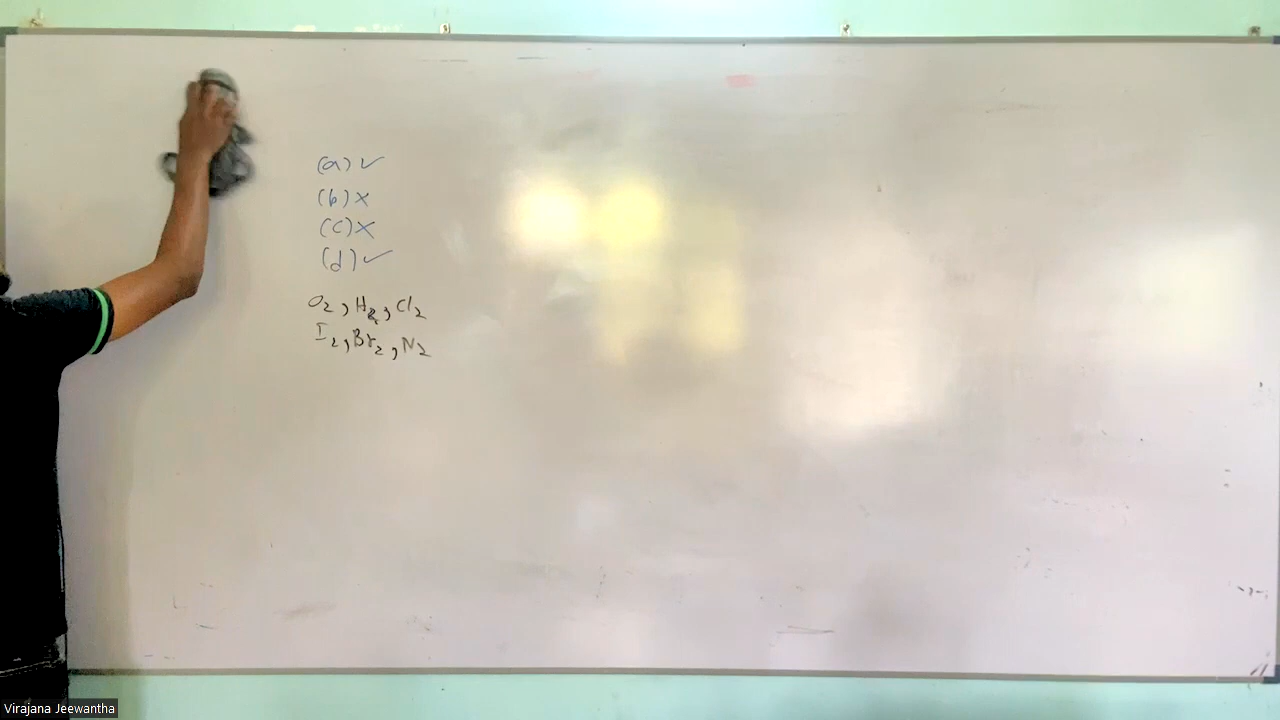 (a) ✓
(b) ×
(c) ×
(d) ✓
O₂, H₂, Cl₂
I₂, Br₂, N₂
Virajana Jeewantha